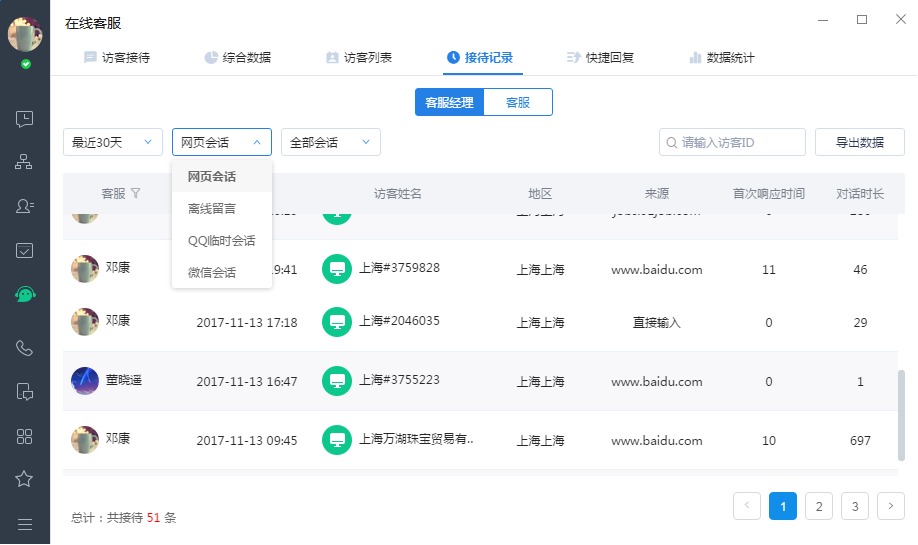 在线客服
访客接待 综合数据 访客列表 接待记录 快捷回复 数据统计
客服经理 客服
最近30天 网页会话 全部会话 请输入访客ID 导出数据
网页会话
离线留言
QQ临时会话
微信会话
客服 访客姓名 地区 来源 首次响应时间 对话时长
邓康 19:41 上海#3759828 上海上海 www.baidu.com 11 46
邓康 2017-11-13 17:18 上海#2046035 上海上海 直接输入 0 29
董晓遥 2017-11-13 16:47 上海#3755223 上海上海 www.baidu.com 0 1
邓康 2017-11-13 09:45 上海万湖珠宝贸易有.. 上海上海 www.baidu.com 10 697
总计：共接待 51 条
1 2 3